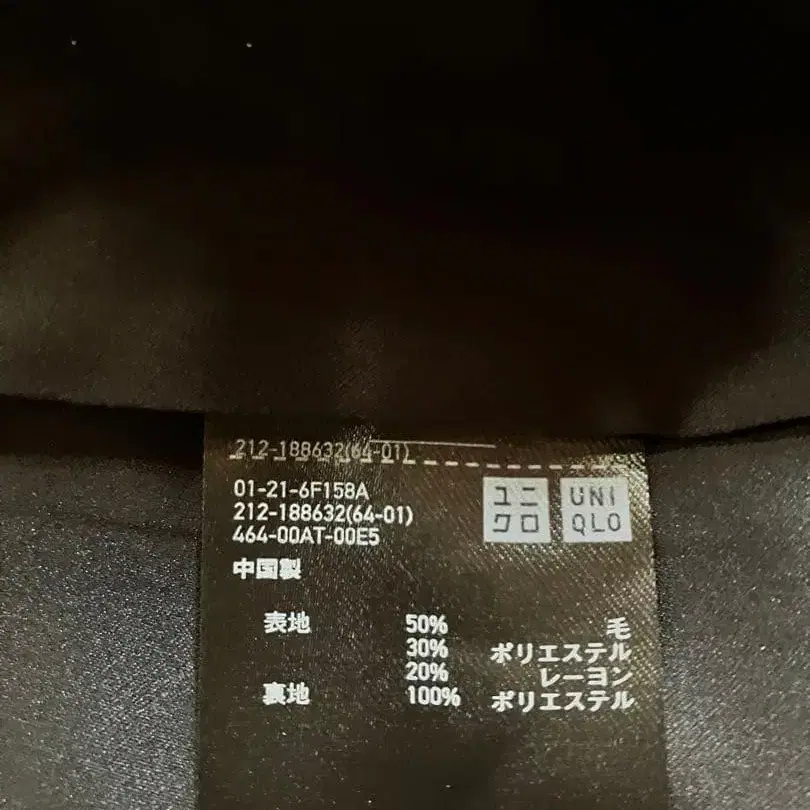 212-188632(64-01)
01-21-6F158A
212-188632(64-01)
464-00AT-00E5
中国製
ユニ
クロ
UNI
QLO
表地 50% 毛
30% ポリエステル
20% レーヨン
裏地 100% ポリエステル